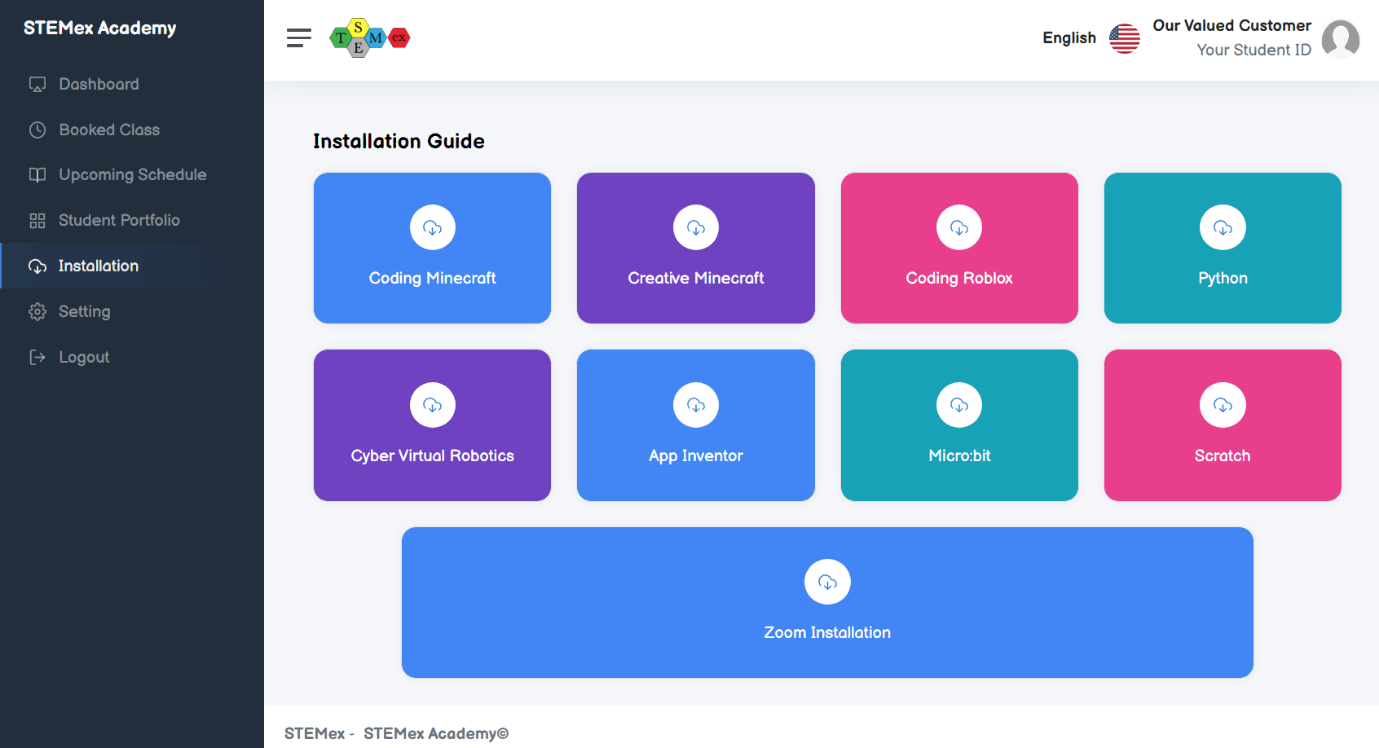 STEMex Academy
Dashboard
Booked Class
Upcoming Schedule
Student Portfolio
Installation
Setting
Logout
S
T M ex
E
English
Our Valued Customer
Your Student ID
Installation Guide
Coding Minecraft
Creative Minecraft
Coding Roblox
Python
Cyber Virtual Robotics
App Inventor
Micro:bit
Scratch
Zoom Installation
STEMex - STEMex Academy©